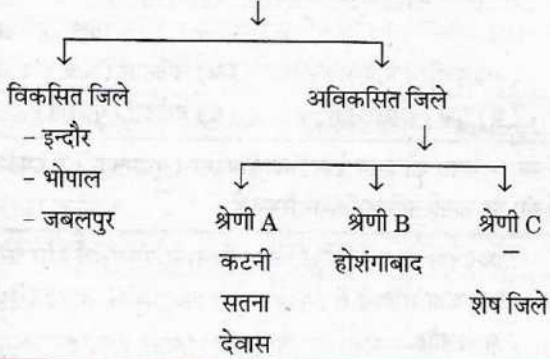 विकसित जिले अविकसित जिले
– इन्दौर
– भोपाल
– जबलपुर श्रेणी A श्रेणी B श्रेणी C
कटनी होशंगाबाद
सतना शेष जिले
देवास